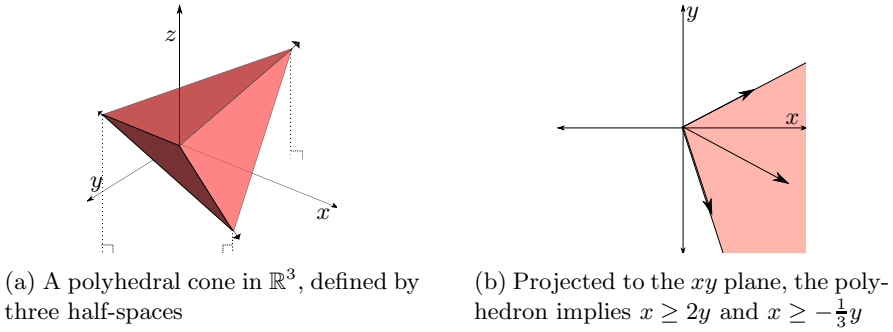 z
y
x
y
x
(a) A polyhedral cone in ℝ³, defined by
three half-spaces
(b) Projected to the xy plane, the poly-
hedron implies x ≥ 2y and x ≥ −⅓y